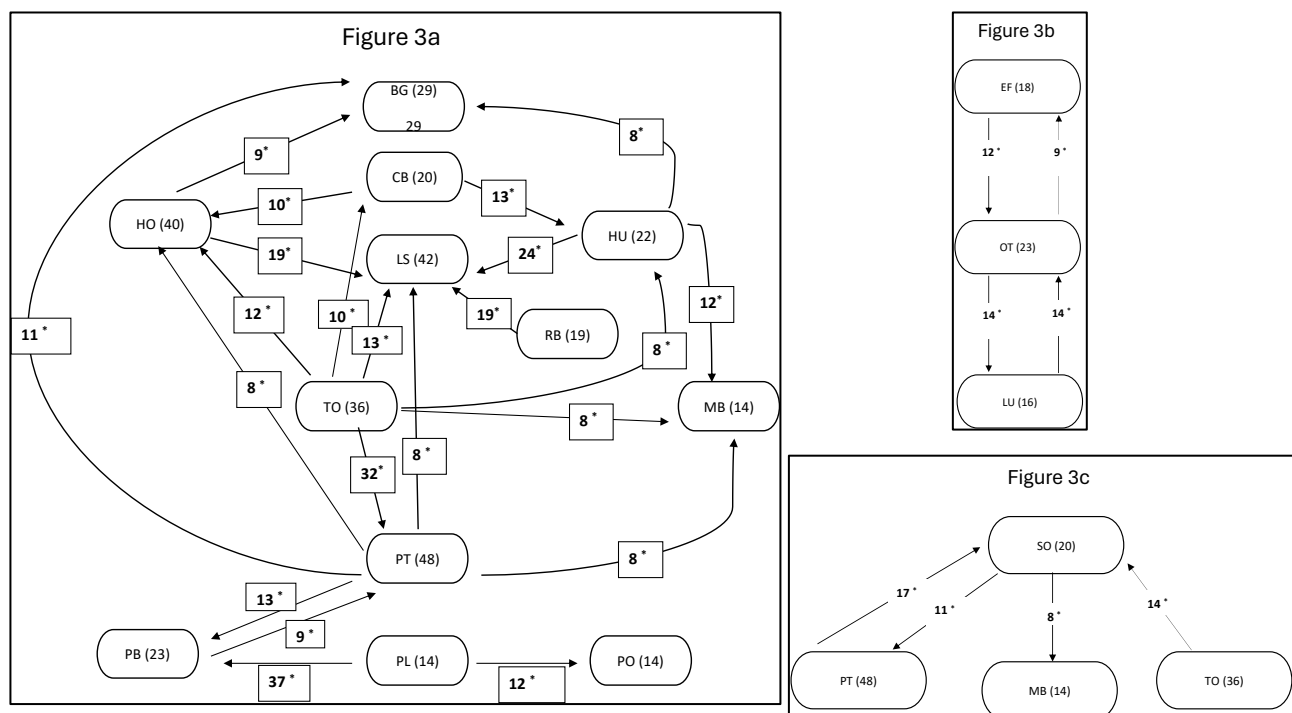 Figure 3a
BG (29)
29
8*
9*
CB (20)
13*
10*
HO (40)
HU (22)
19*
LS (42)
24*
12*
10*
19*
12*
11*
13*
RB (19)
8*
8*
TO (36)
MB (14)
8*
8*
32*
PT (48)
8*
13*
9*
PB (23)
PL (14)
PO (14)
37*
12*
Figure 3b
EF (18)
12*
9*
OT (23)
14*
14*
LU (16)
Figure 3c
SO (20)
17*
11*
8*
14*
PT (48)
MB (14)
TO (36)